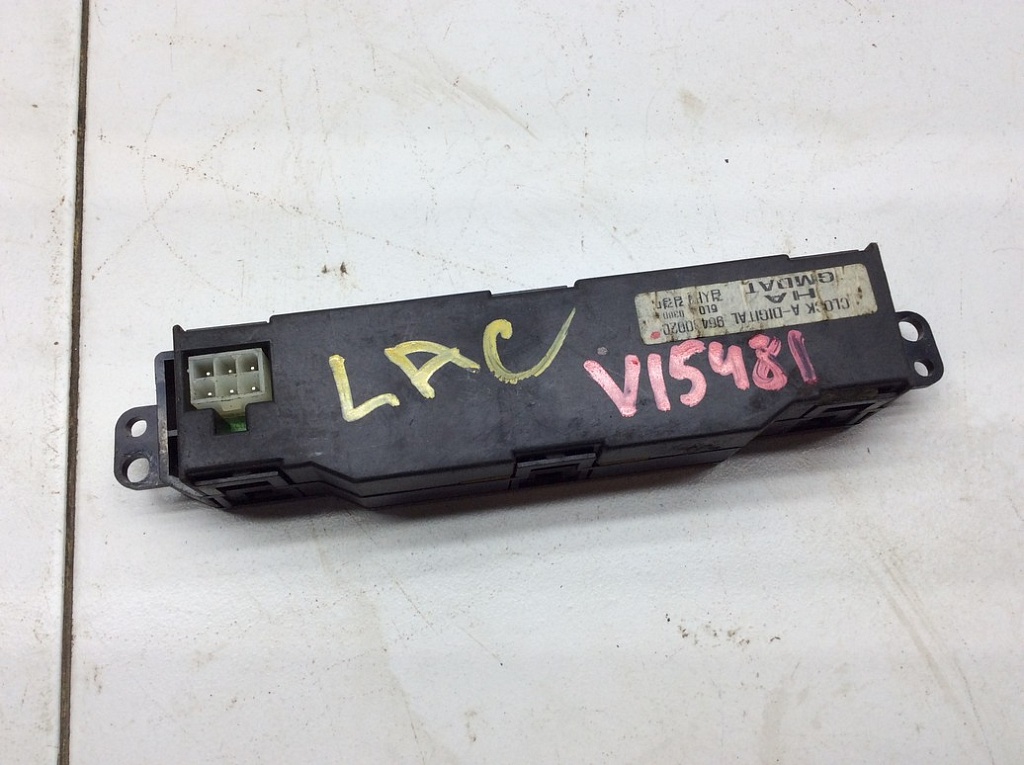 LAC
V15481
CLOCK A-DIGITAL
HA
GMDAT